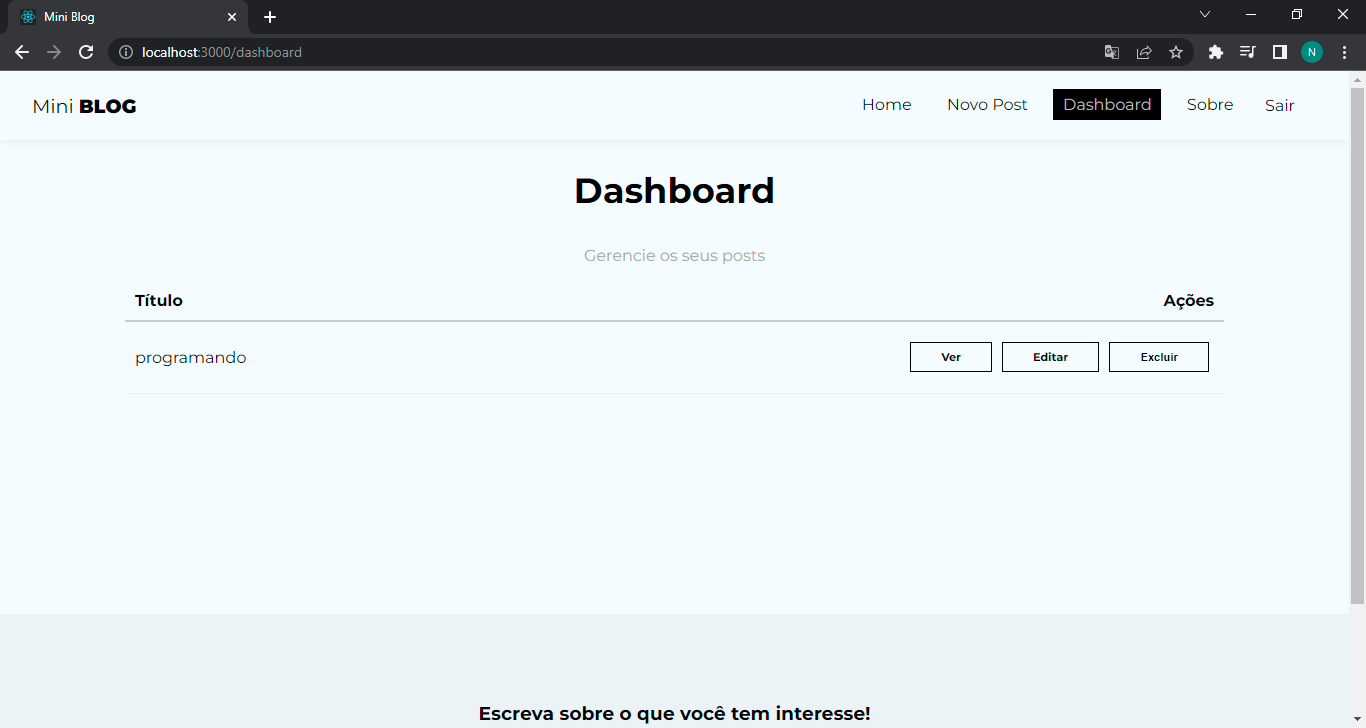 Mini Blog
localhost:3000/dashboard
N
Mini BLOG
Home Novo Post Dashboard Sobre Sair
Dashboard
Gerencie os seus posts
Título Ações
programando Ver Editar Excluir
Escreva sobre o que você tem interesse!